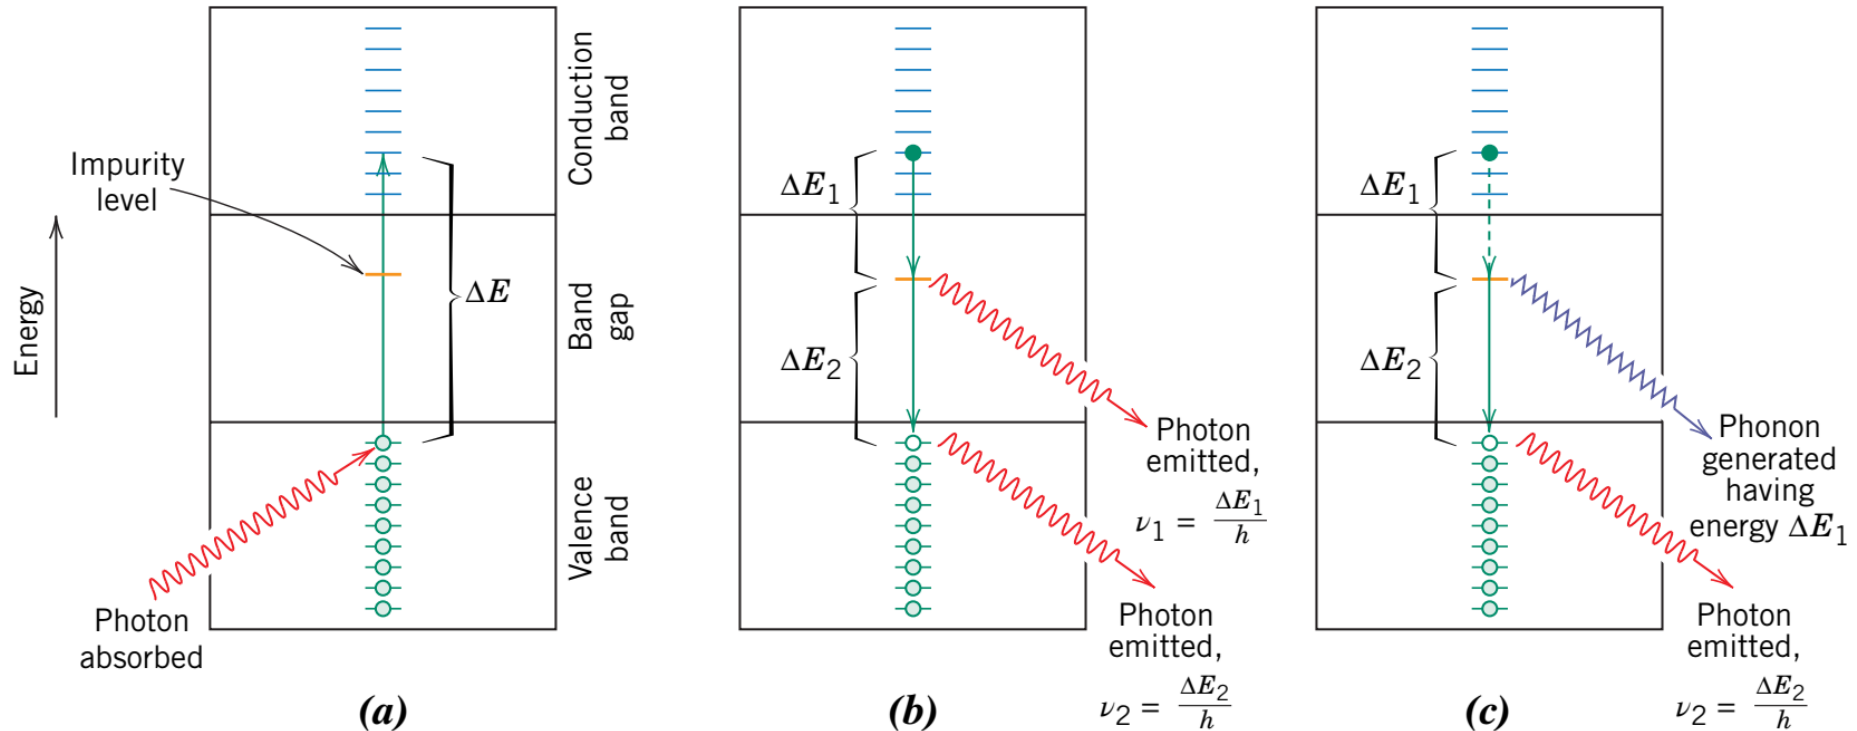 Energy
Impurity
level
ΔE
Conduction
band
Band
gap
Valence
band
Photon
absorbed
(a)
ΔE₁
ΔE₂
Photon
emitted,
ν₁ = ΔE₁/h
Photon
emitted,
ν₂ = ΔE₂/h
(b)
ΔE₁
ΔE₂
Phonon
generated
having
energy ΔE₁
Photon
emitted,
ν₂ = ΔE₂/h
(c)